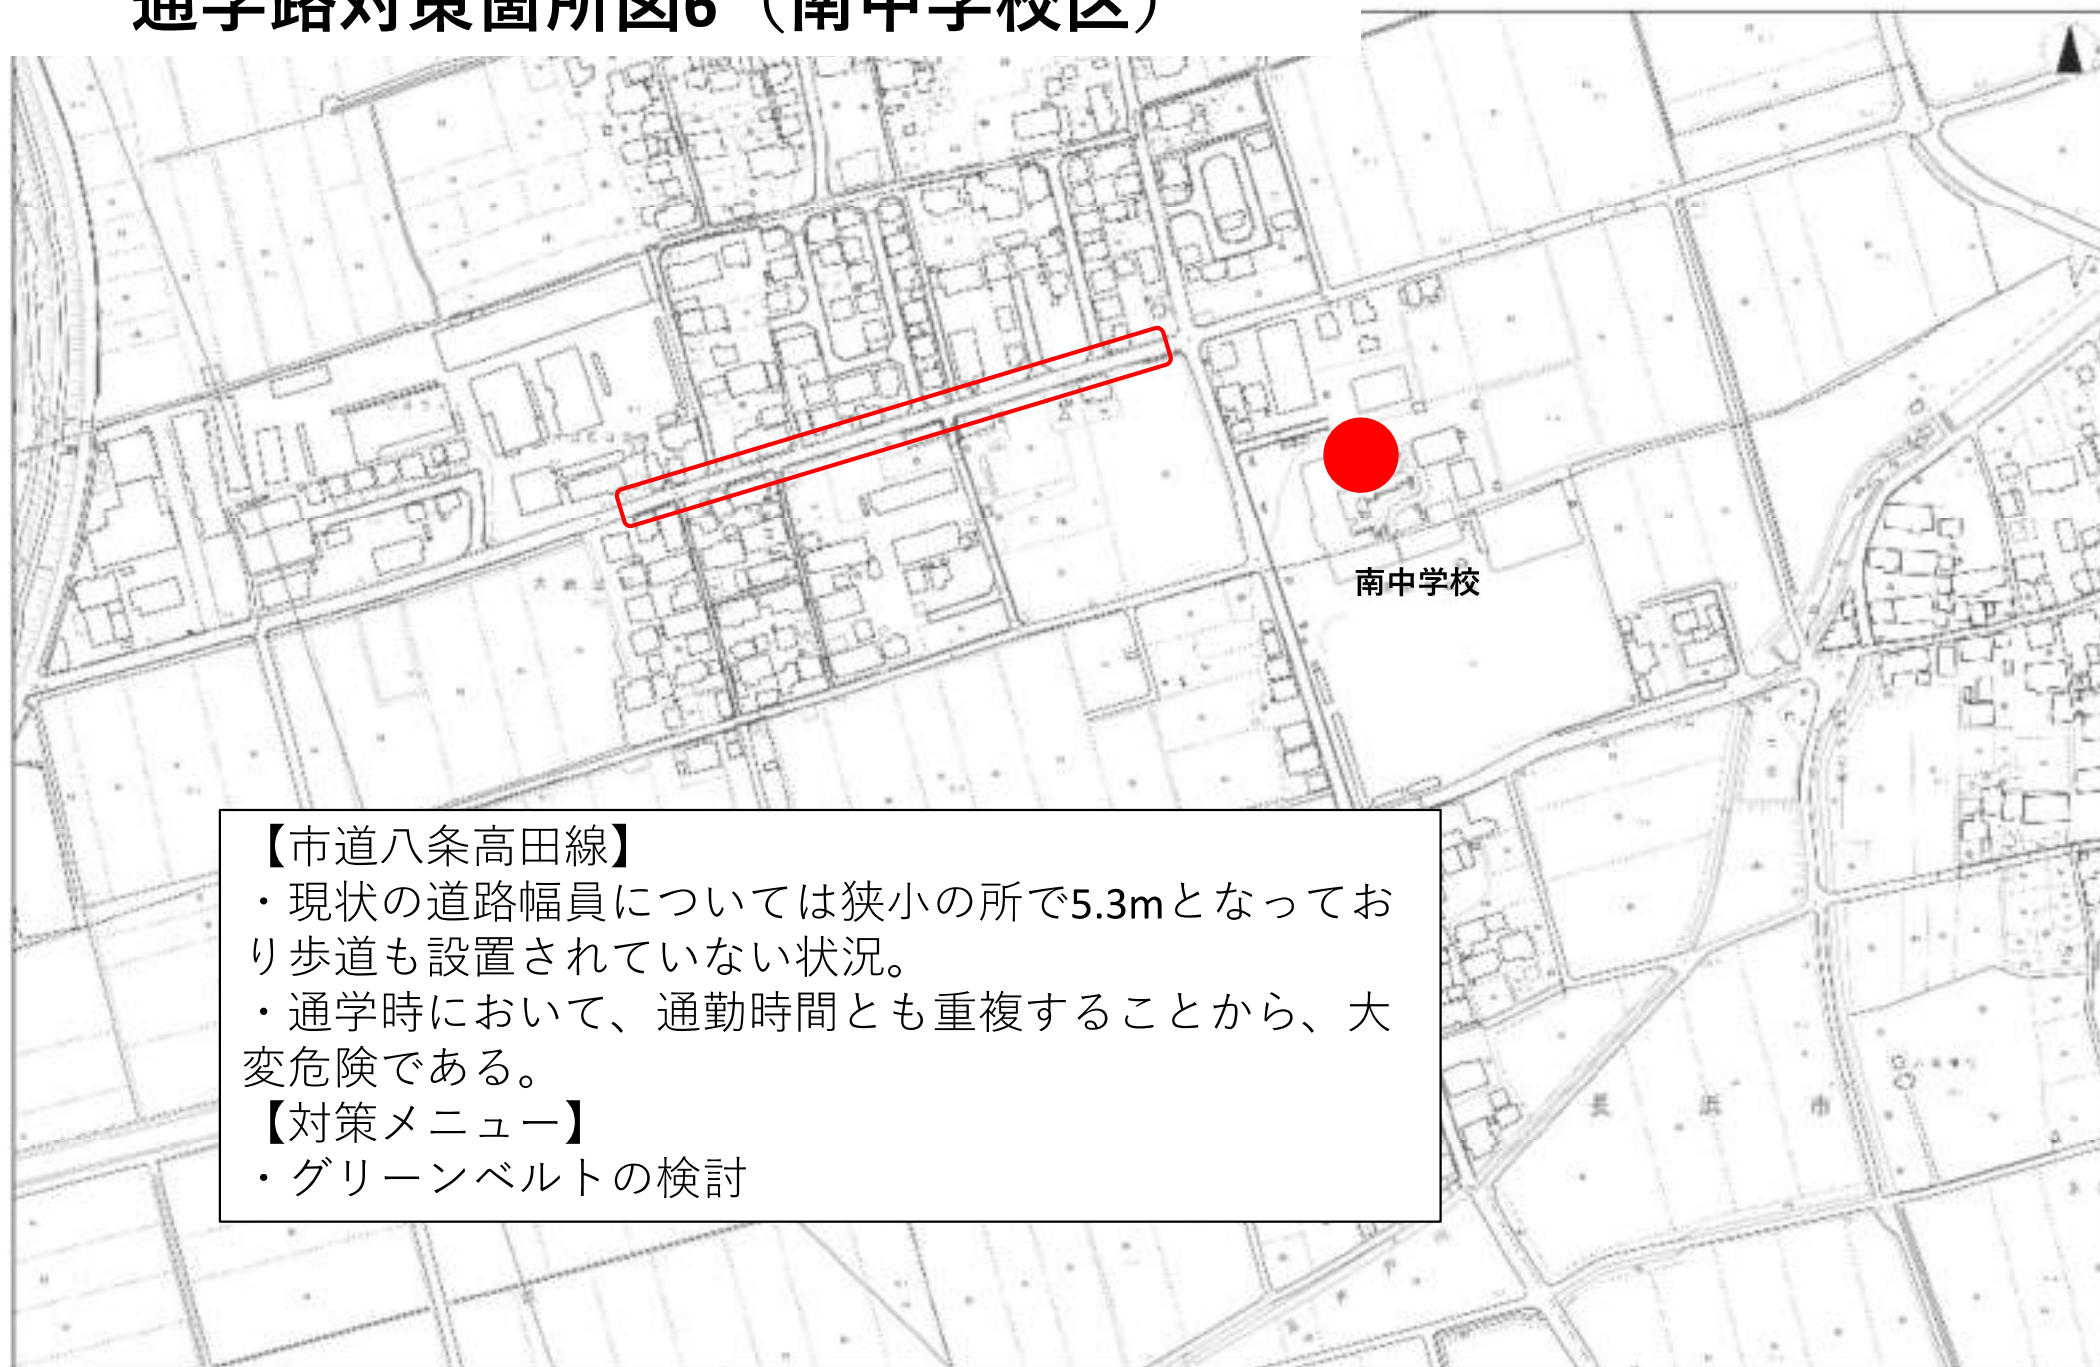 通学路対策箇所図6（南中学校区）
南中学校
【市道八条高田線】
・現状の道路幅員については狭小の所で5.3mとなってお
り歩道も設置されていない状況。
・通学時において、通勤時間とも重複することから、大
変危険である。
【対策メニュー】
・グリーンベルトの検討
長 浜 市